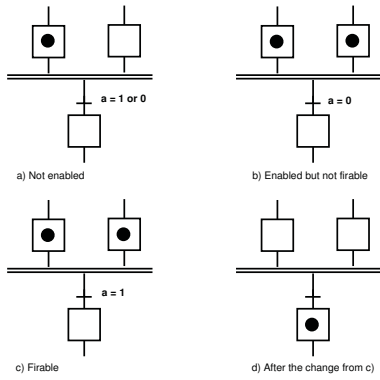 a = 1 or 0
a = 0
a) Not enabled
b) Enabled but not firable
a = 1
c) Firable
d) After the change from c)